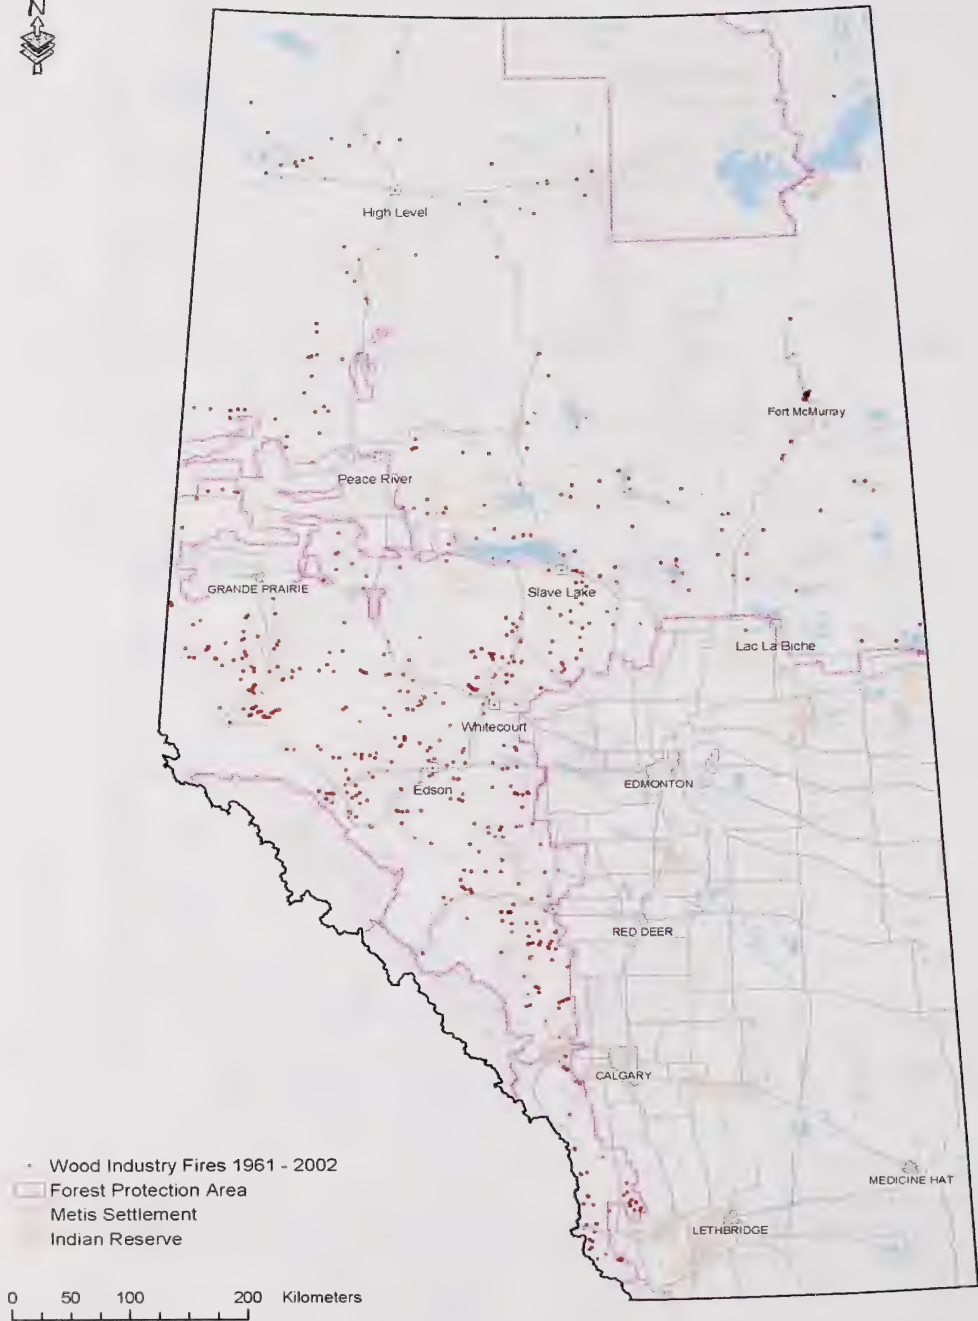 N
High Level
Fort McMurray
Peace River
GRANDE PRAIRIE
Slave Lake
Lac La Biche
Whitecourt
Edson
EDMONTON
RED DEER
CALGARY
MEDICINE HAT
LETHBRIDGE
Wood Industry Fires 1961 - 2002
Forest Protection Area
Metis Settlement
Indian Reserve
0 50 100 200 Kilometers